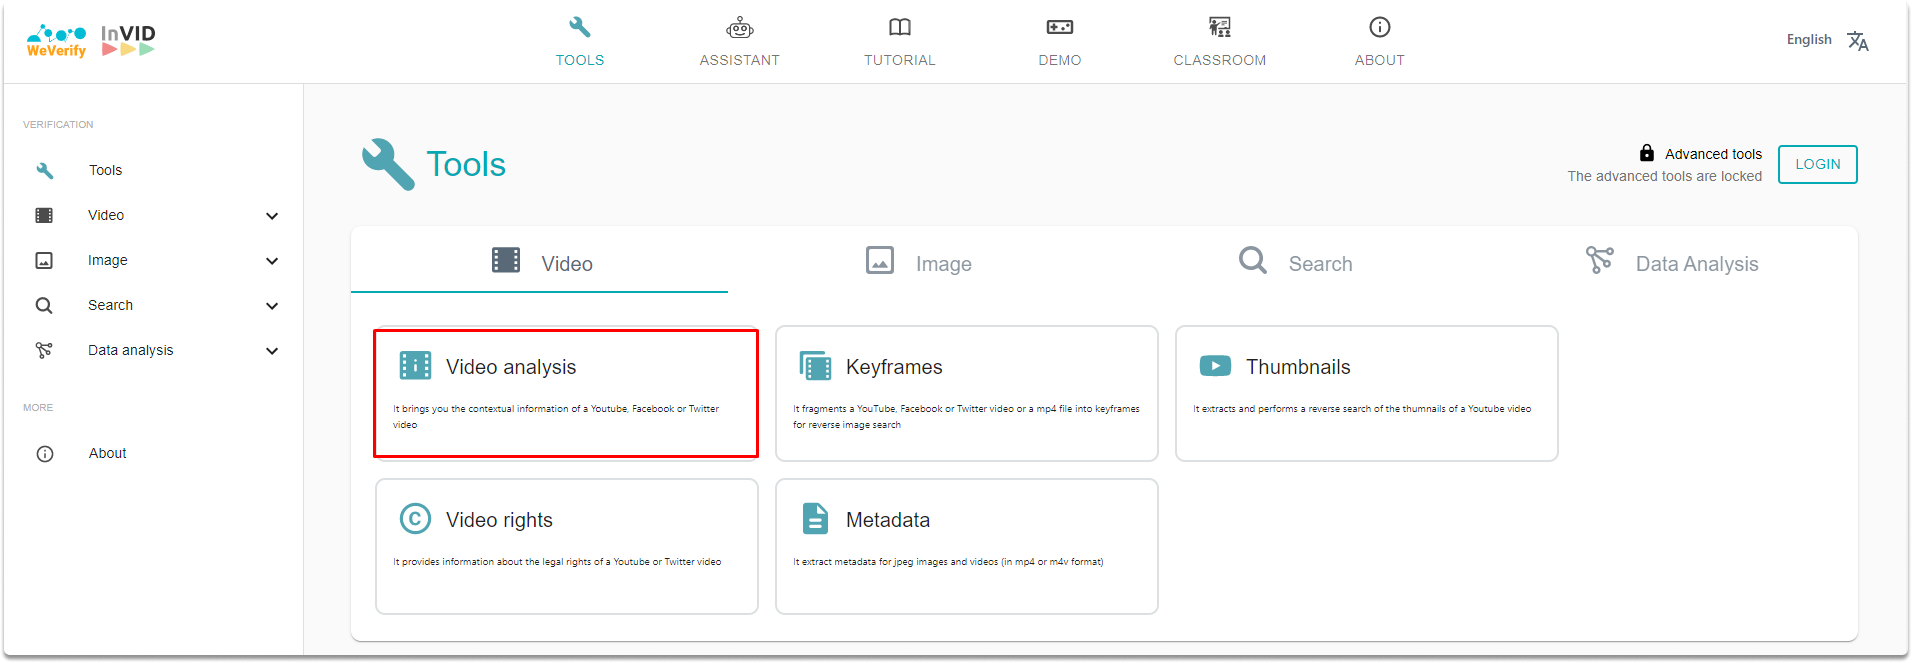 WeVerify
InVID
TOOLS
ASSISTANT
TUTORIAL
DEMO
CLASSROOM
ABOUT
English
VERIFICATION
Tools
Video
Image
Search
Data analysis
MORE
About
Tools
Advanced tools
The advanced tools are locked
LOGIN
Video
Image
Search
Data Analysis
Video analysis
It brings you the contextual information of a Youtube, Facebook or Twitter
video
Keyframes
It fragments a YouTube, Facebook or Twitter video or a mp4 file into keyframes
for reverse image search
Thumbnails
It extracts and performs a reverse search of the thumnails of a Youtube video
Video rights
It provides information about the legal rights of a Youtube or Twitter video
Metadata
It extract metadata for jpeg images and videos (in mp4 or m4v format)